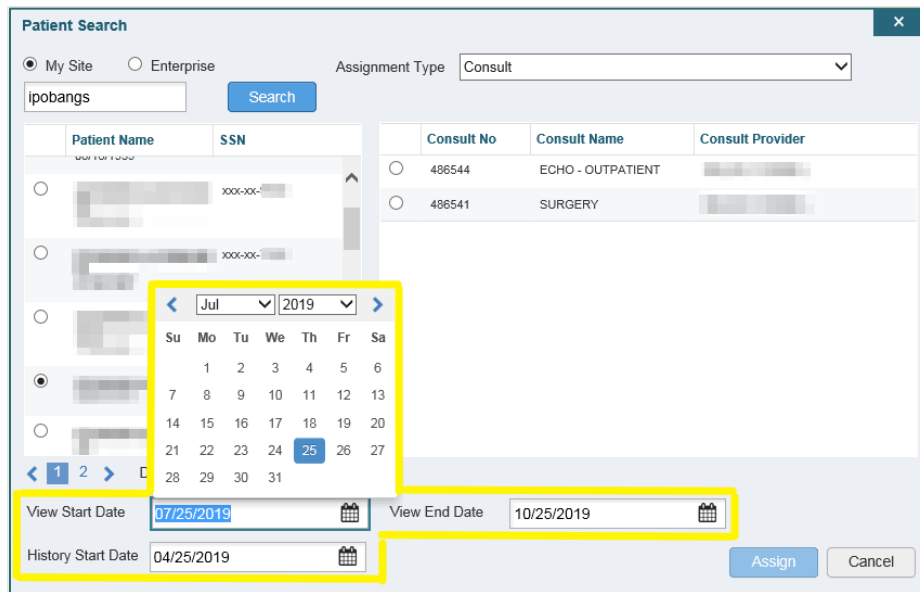 Patient Search
×
My Site Enterprise Assignment Type Consult
ipobangs Search
Patient Name SSN
Consult No Consult Name Consult Provider
486544 ECHO - OUTPATIENT
xxx-xx-
486541 SURGERY
xxx-xx-
Jul 2019
Su Mo Tu We Th Fr Sa
1 2 3 4 5 6
7 8 9 10 11 12 13
14 15 16 17 18 19 20
21 22 23 24 25 26 27
28 29 30 31
1 2
View Start Date 07/25/2019 View End Date 10/25/2019
History Start Date 04/25/2019
Assign Cancel